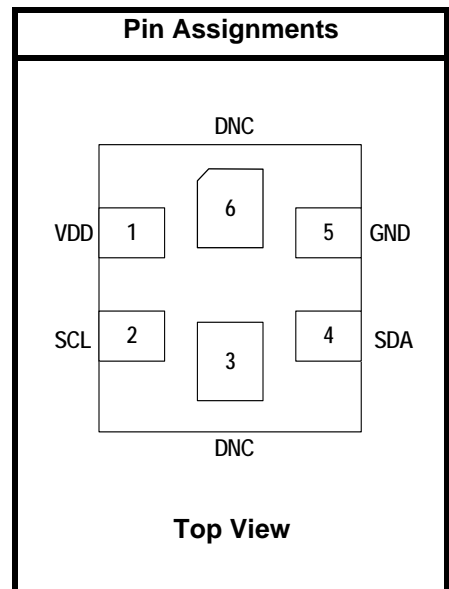 Pin Assignments
DNC
6
VDD 1 5 GND
SCL 2 4 SDA
3
DNC
Top View